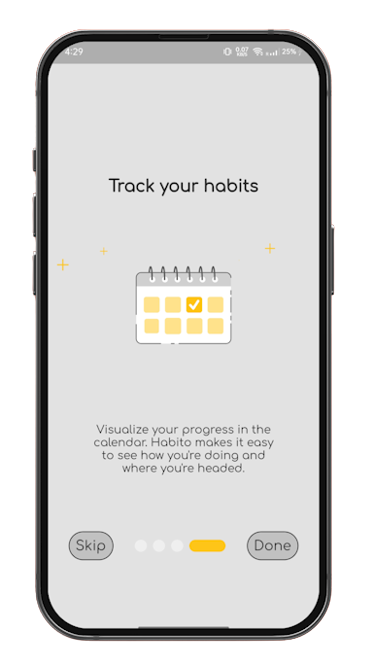 4:29
0.07
KB/S
25%
Track your habits
Visualize your progress in the
calendar. Habito makes it easy
to see how you're doing and
where you're headed.
Skip
Done